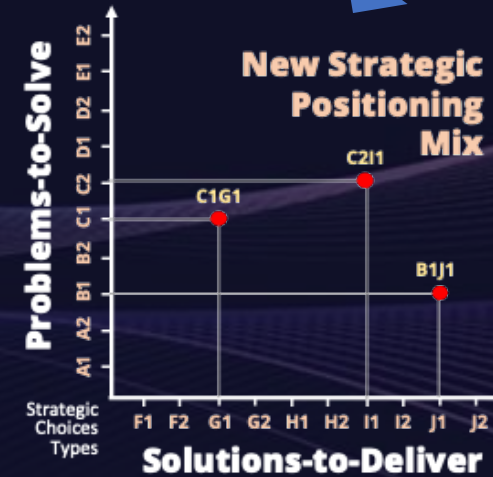 New Strategic
Positioning
Mix
Problems-to-Solve
E2
E1
D2
D1
C2
C1
B2
B1
A2
A1
C2I1
C1G1
B1J1
Strategic
Choices
Types
F1 F2 G1 G2 H1 H2 I1 I2 J1 J2
Solutions-to-Deliver